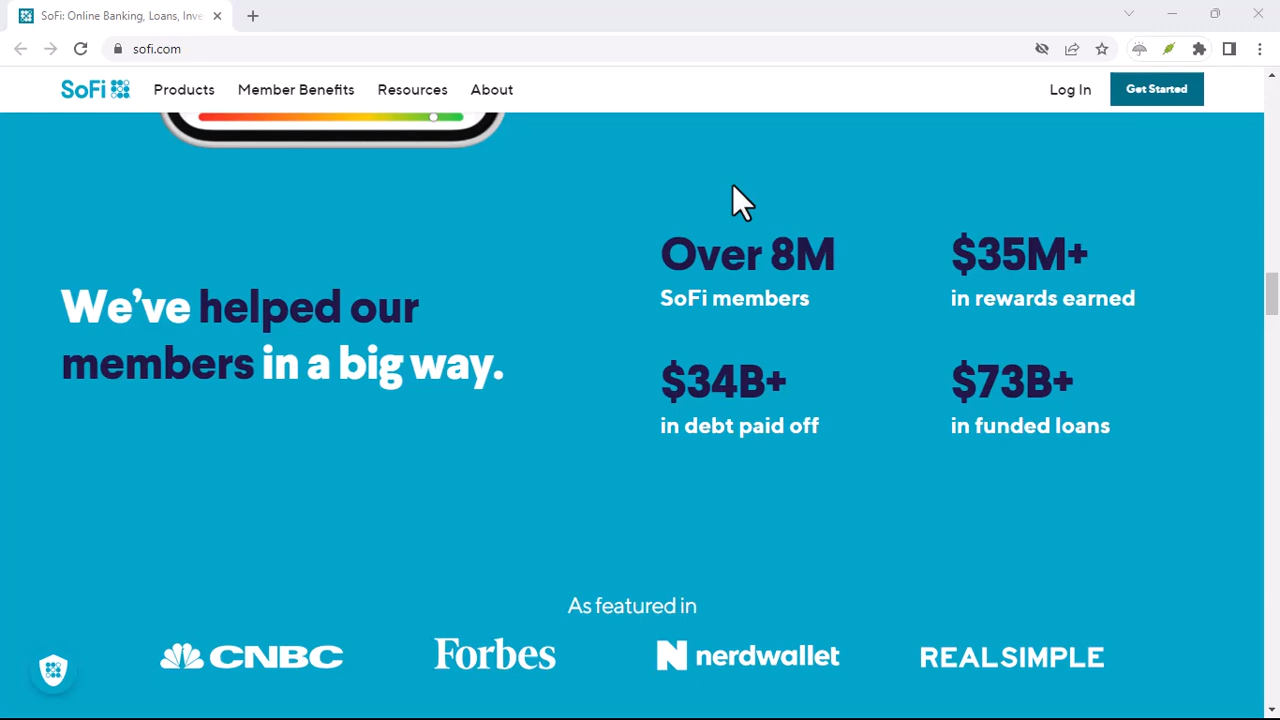 SoFi: Online Banking, Loans, Inve
sofi.com
SoFi
Products
Member Benefits
Resources
About
Log In
Get Started
We've helped our
members in a big way.
Over 8M
SoFi members
$35M+
in rewards earned
$34B+
in debt paid off
$73B+
in funded loans
As featured in
CNBC
Forbes
nerdwallet
REALSIMPLE